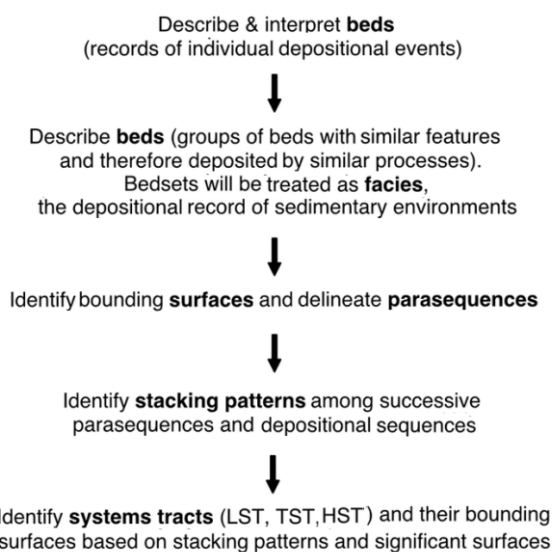 Describe & interpret beds
(records of individual depositional events)
Describe beds (groups of beds with similar features
and therefore deposited by similar processes).
Bedsets will be treated as facies,
the depositional record of sedimentary environments
Identify bounding surfaces and delineate parasequences
Identify stacking patterns among successive
parasequences and depositional sequences
Identify systems tracts (LST, TST, HST) and their bounding
surfaces based on stacking patterns and significant surfaces